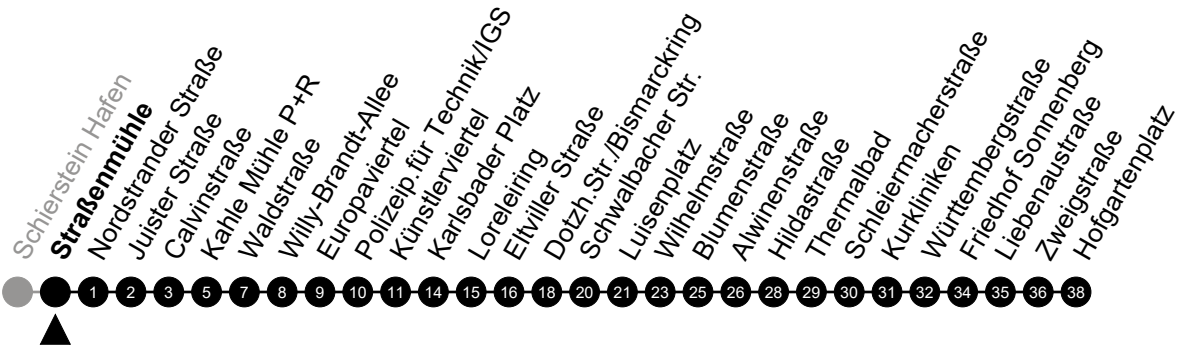 Schierstein Hafen
Straßenmühle
Nordstrander Straße
Juister Straße
Calvinstraße
Kahle Mühle P+R
Waldstraße
Willy-Brandt-Allee
Europaviertel
Polizeip.für Technik/IGS
Künstlerviertel
Karlsbader Platz
Loreleiring
Eltviller Straße
Dotzh.Str./Bismarckring
Schwalbacher Str.
Luisenplatz
Wilhelmstraße
Blumenstraße
Alwinenstraße
Hildastraße
Thermalbad
Schleiermacherstraße
Kurkliniken
Württembergstraße
Friedhof Sonnenberg
Liebenaustraße
Zweigstraße
Hofgartenplatz
1 2 3 5 7 8 9 10 11 14 15 16 18 20 21 23 25 26 28 29 30 31 32 34 35 36 38